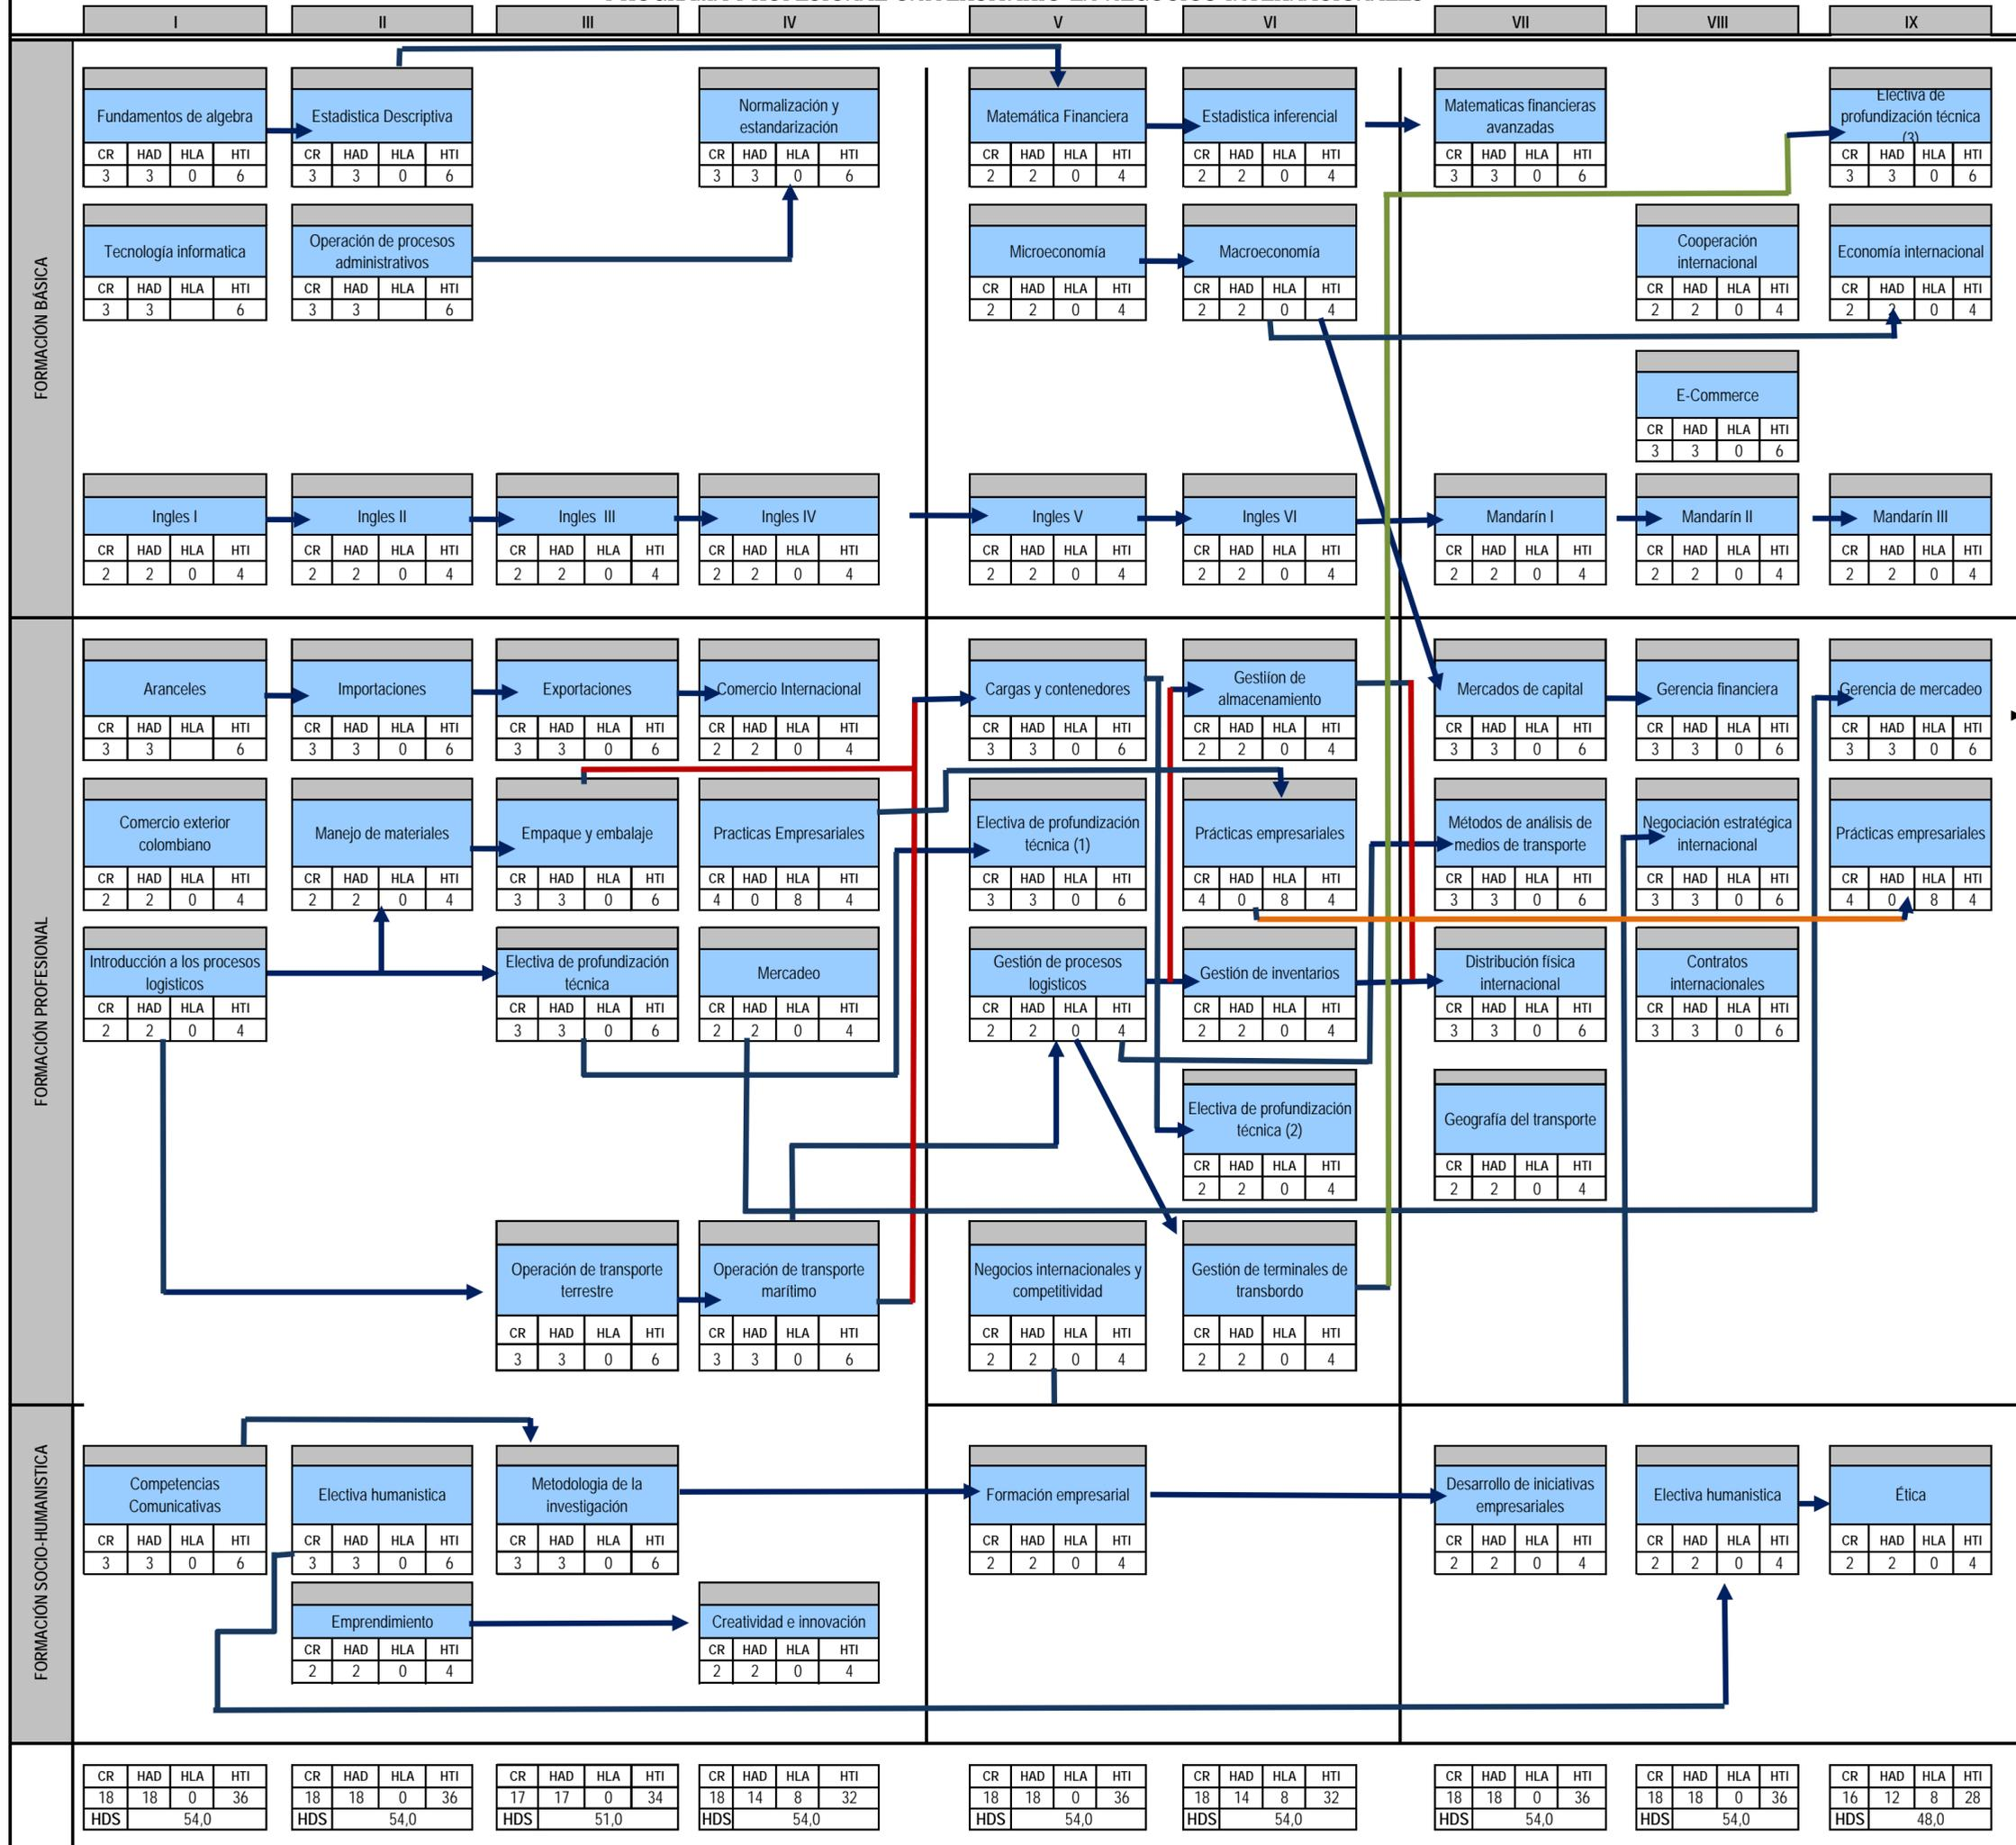 I II III IV V VI VII VIII IX
FORMACIÓN BÁSICA
Fundamentos de algebra
Estadistica Descriptiva
Normalización y
estandarización
Matemática Financiera
Estadistica inferencial
Matematicas financieras
avanzadas
Electiva de
profundización técnica
(3)
CR HAD HLA HTI CR HAD HLA HTI CR HAD HLA HTI CR HAD HLA HTI CR HAD HLA HTI CR HAD HLA HTI CR HAD HLA HTI
3 3 0 6 3 3 0 6 3 3 0 6 2 2 0 4 2 2 0 4 3 3 0 6 3 3 0 6
Tecnología informatica
Operación de procesos
administrativos
Microeconomía
Macroeconomía
Cooperación
internacional
Economía internacional
CR HAD HLA HTI CR HAD HLA HTI CR HAD HLA HTI CR HAD HLA HTI CR HAD HLA HTI CR HAD HLA HTI
3 3 6 3 3 6 2 2 0 4 2 2 0 4 2 2 0 4 2 2 0 4
E-Commerce
CR HAD HLA HTI
3 3 0 6
Ingles I
Ingles II
Ingles III
Ingles IV
Ingles V
Ingles VI
Mandarín I
Mandarín II
Mandarín III
CR HAD HLA HTI CR HAD HLA HTI CR HAD HLA HTI CR HAD HLA HTI CR HAD HLA HTI CR HAD HLA HTI CR HAD HLA HTI CR HAD HLA HTI CR HAD HLA HTI
2 2 0 4 2 2 0 4 2 2 0 4 2 2 0 4 2 2 0 4 2 2 0 4 2 2 0 4 2 2 0 4 2 2 0 4
FORMACIÓN PROFESIONAL
Aranceles
Importaciones
Exportaciones
Comercio Internacional
Cargas y contenedores
Gestiíon de
almacenamiento
Mercados de capital
Gerencia financiera
Gerencia de mercadeo
CR HAD HLA HTI CR HAD HLA HTI CR HAD HLA HTI CR HAD HLA HTI CR HAD HLA HTI CR HAD HLA HTI CR HAD HLA HTI CR HAD HLA HTI CR HAD HLA HTI
3 3 6 3 3 0 6 3 3 0 6 2 2 0 4 3 3 0 6 2 2 0 4 3 3 0 6 3 3 0 6 3 3 0 6
Comercio exterior
colombiano
Manejo de materiales
Empaque y embalaje
Practicas Empresariales
Electiva de profundización
técnica (1)
Prácticas empresariales
Métodos de análisis de
medios de transporte
Negociación estratégica
internacional
Prácticas empresariales
CR HAD HLA HTI CR HAD HLA HTI CR HAD HLA HTI CR HAD HLA HTI CR HAD HLA HTI CR HAD HLA HTI CR HAD HLA HTI CR HAD HLA HTI CR HAD HLA HTI
2 2 0 4 2 2 0 4 3 3 0 6 4 0 8 4 3 3 0 6 4 0 8 4 3 3 0 6 3 3 0 6 4 0 8 4
Introducción a los procesos
logisticos
Electiva de profundización
técnica
Mercadeo
Gestión de procesos
logisticos
Gestión de inventarios
Distribución física
internacional
Contratos
internacionales
CR HAD HLA HTI CR HAD HLA HTI CR HAD HLA HTI CR HAD HLA HTI CR HAD HLA HTI CR HAD HLA HTI CR HAD HLA HTI
2 2 0 4 3 3 0 6 2 2 0 4 2 2 0 4 2 2 0 4 3 3 0 6 3 3 0 6
Electiva de profundización
técnica (2)
Geografía del transporte
CR HAD HLA HTI CR HAD HLA HTI
2 2 0 4 2 2 0 4
Operación de transporte
terrestre
Operación de transporte
marítimo
Negocios internacionales y
competitividad
Gestión de terminales de
transbordo
CR HAD HLA HTI CR HAD HLA HTI CR HAD HLA HTI CR HAD HLA HTI
3 3 0 6 3 3 0 6 2 2 0 4 2 2 0 4
FORMACIÓN SOCIO-HUMANISTICA
Competencias
Comunicativas
Electiva humanistica
Metodologia de la
investigación
Formación empresarial
Desarrollo de iniciativas
empresariales
Electiva humanistica
Ética
CR HAD HLA HTI CR HAD HLA HTI CR HAD HLA HTI CR HAD HLA HTI CR HAD HLA HTI CR HAD HLA HTI CR HAD HLA HTI
3 3 0 6 3 3 0 6 3 3 0 6 2 2 0 4 2 2 0 4 2 2 0 4 2 2 0 4
Emprendimiento
Creatividad e innovación
CR HAD HLA HTI CR HAD HLA HTI
2 2 0 4 2 2 0 4
CR HAD HLA HTI CR HAD HLA HTI CR HAD HLA HTI CR HAD HLA HTI CR HAD HLA HTI CR HAD HLA HTI CR HAD HLA HTI CR HAD HLA HTI CR HAD HLA HTI
18 18 0 36 18 18 0 36 17 17 0 34 18 14 8 32 18 18 0 36 18 14 8 32 18 18 0 36 18 18 0 36 16 12 8 28
HDS 54,0 HDS 54,0 HDS 51,0 HDS 54,0 HDS 54,0 HDS 54,0 HDS 54,0 HDS 54,0 HDS 48,0